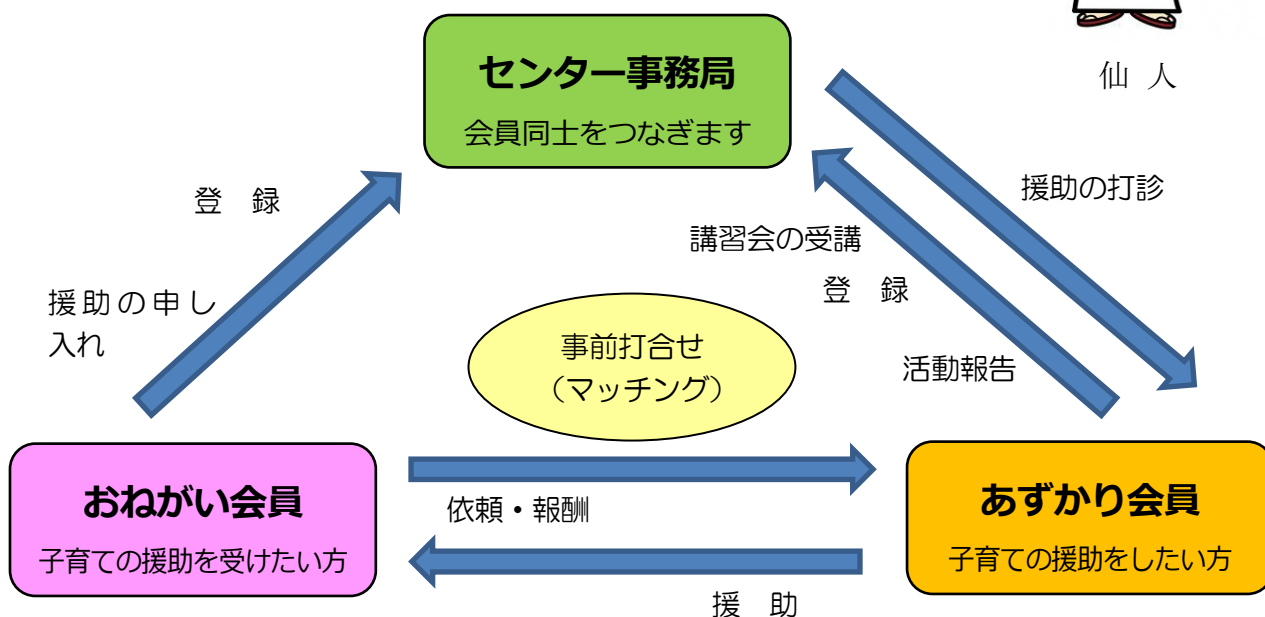 センター事務局
会員同士をつなぎます
仙 人
登 録
援助の打診
講習会の受講
登 録
援助の申し
入れ
事前打合せ
（マッチング）
活動報告
おねがい会員
子育ての援助を受けたい方
依頼・報酬
あずかり会員
子育ての援助をしたい方
援 助